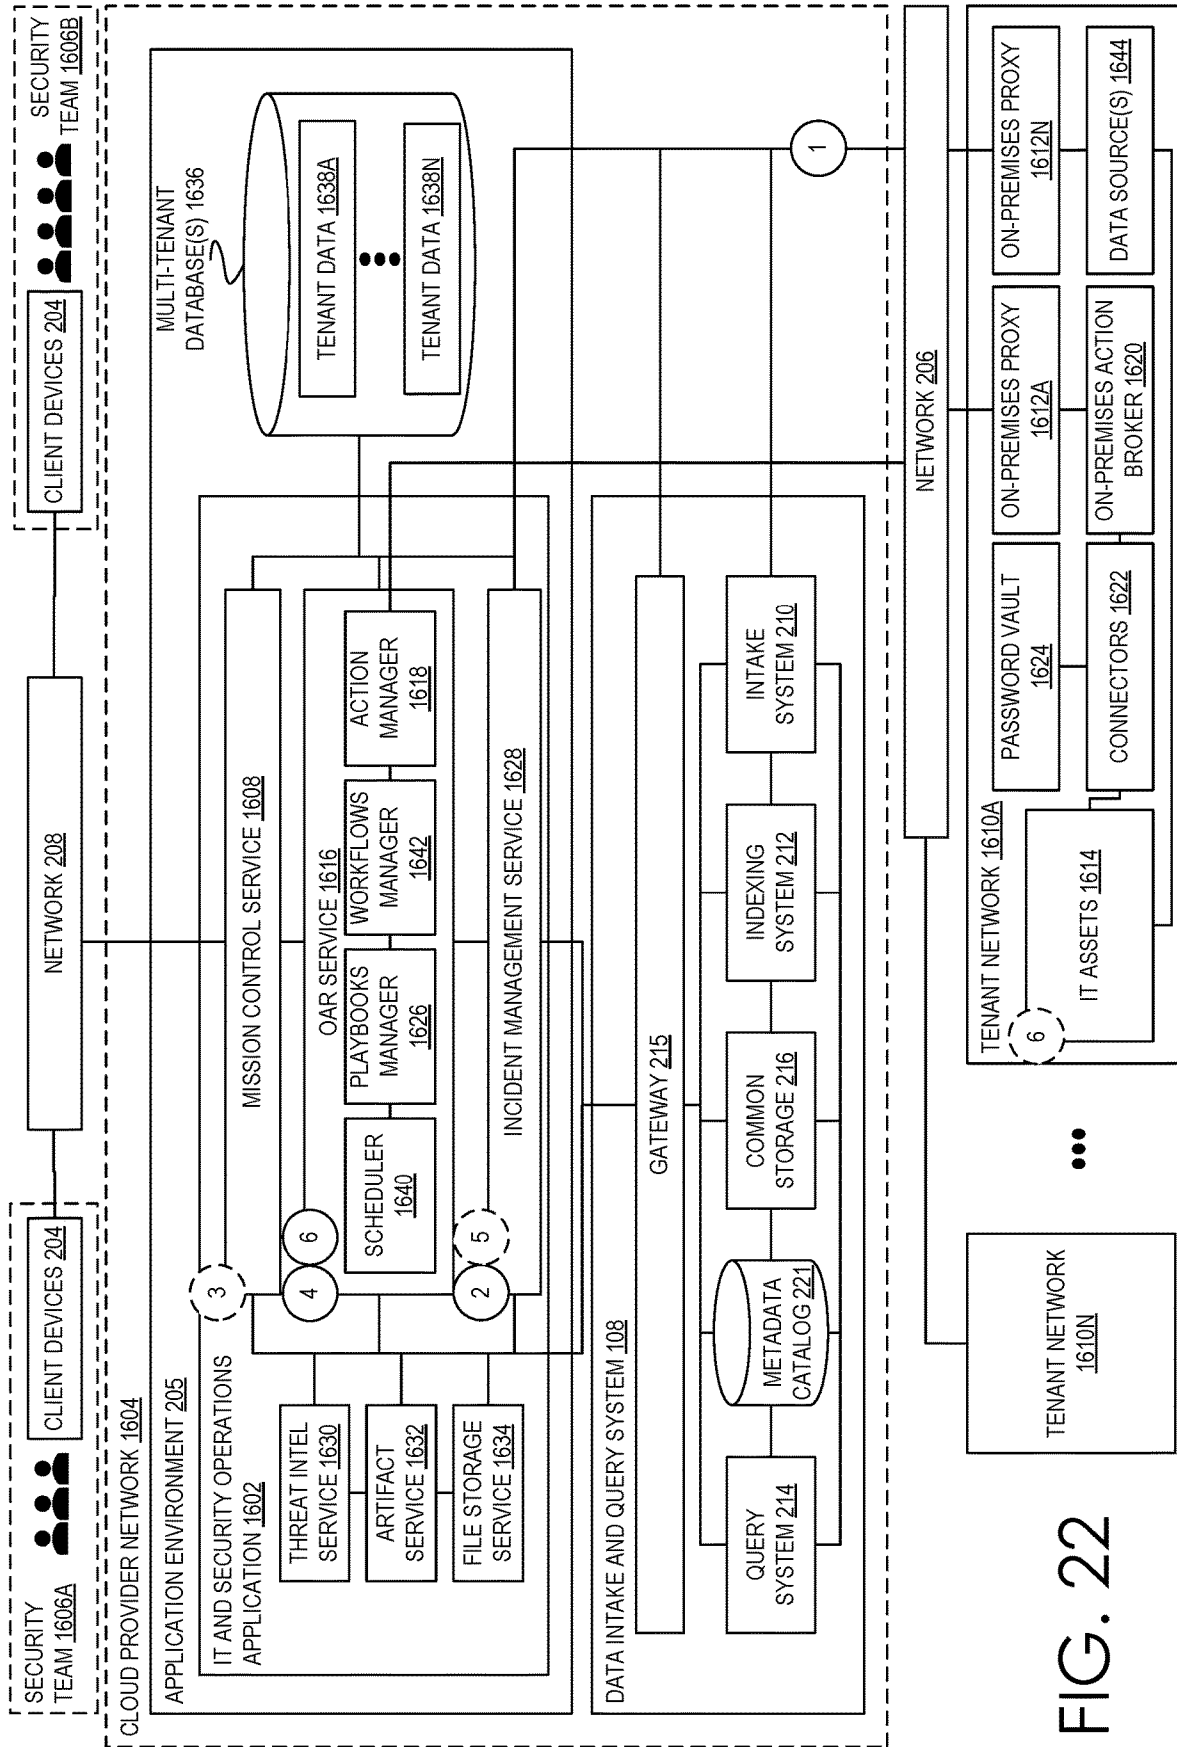 SECURITY
TEAM 1606A
CLIENT DEVICES 204
NETWORK 208
CLIENT DEVICES 204
SECURITY
TEAM 1606B
CLOUD PROVIDER NETWORK 1604
APPLICATION ENVIRONMENT 205
IT AND SECURITY OPERATIONS
APPLICATION 1602
THREAT INTEL
SERVICE 1630
ARTIFACT
SERVICE 1632
FILE STORAGE
SERVICE 1634
3
MISSION CONTROL SERVICE 1608
4
6
OAR SERVICE 1616
SCHEDULER
1640
PLAYBOOKS
MANAGER
1626
WORKFLOWS
MANAGER
1642
ACTION
MANAGER
1618
2
5
INCIDENT MANAGEMENT SERVICE 1628
MULTI-TENANT
DATABASE(S) 1636
TENANT DATA 1638A
TENANT DATA 1638N
DATA INTAKE AND QUERY SYSTEM 108
GATEWAY 215
QUERY
SYSTEM 214
METADATA
CATALOG 221
COMMON
STORAGE 216
INDEXING
SYSTEM 212
INTAKE
SYSTEM 210
1
NETWORK 206
TENANT NETWORK
1610N
TENANT NETWORK 1610A
6
IT ASSETS 1614
PASSWORD VAULT
1624
CONNECTORS 1622
ON-PREMISES PROXY
1612A
ON-PREMISES ACTION
BROKER 1620
ON-PREMISES PROXY
1612N
DATA SOURCE(S) 1644
FIG. 22